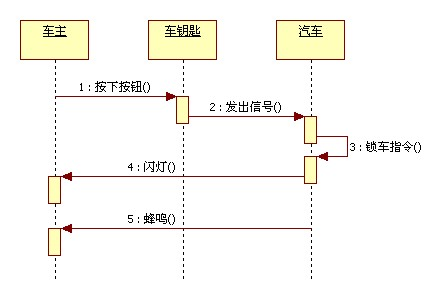 车主
车钥匙
汽车
1 : 按下按钮()
2 : 发出信号()
3 : 锁车指令()
4 : 闪灯()
5 : 蜂鸣()